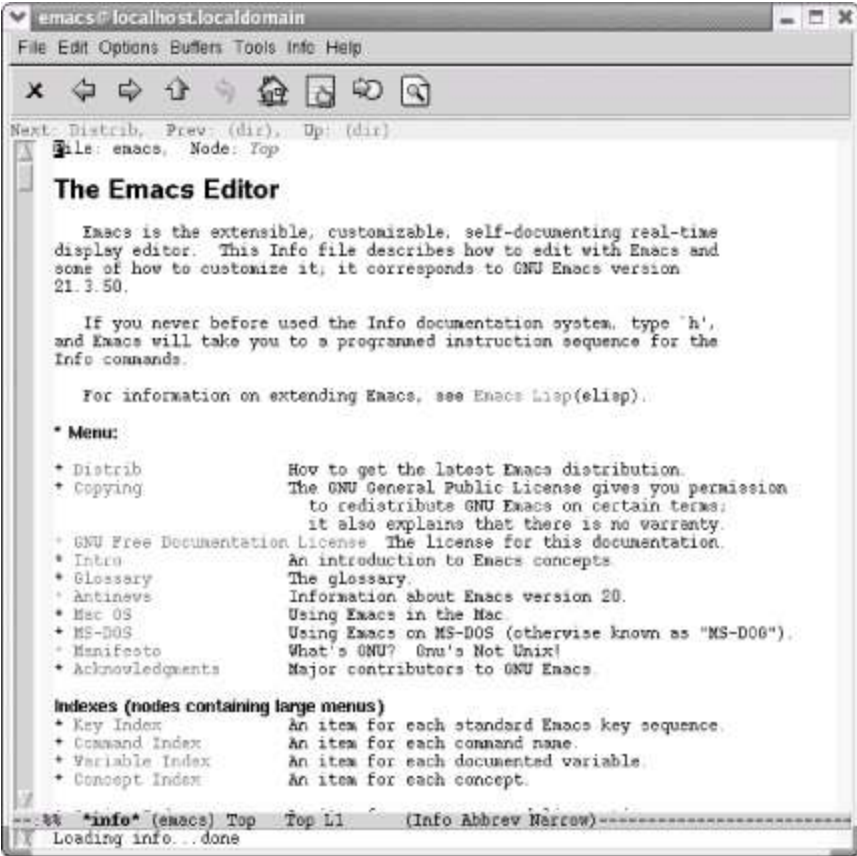 emacs@localhost.localdomain
File Edit Options Buffers Tools Info Help
Next: Distrib, Prev: (dir), Up: (dir)
File: emacs, Node: Top
The Emacs Editor
Emacs is the extensible, customizable, self-documenting real-time
display editor. This Info file describes how to edit with Emacs and
some of how to customize it; it corresponds to GNU Emacs version
21.3.50.
If you never before used the Info documentation system, type `h',
and Emacs will take you to a programmed instruction sequence for the
Info commands.
For information on extending Emacs, see Emacs Lisp(elisp).
* Menu:
* Distrib How to get the latest Emacs distribution.
* Copying The GNU General Public License gives you permission
to redistribute GNU Emacs on certain terms;
it also explains that there is no warranty.
* GNU Free Documentation License The license for this documentation.
* Intro An introduction to Emacs concepts.
* Glossary The glossary.
* Antinews Information about Emacs version 20.
* Mac OS Using Emacs in the Mac.
* MS-DOS Using Emacs on MS-DOS (otherwise known as "MS-DOG").
* Manifesto What's GNU? Gnu's Not Unix!
* Acknowledgments Major contributors to GNU Emacs.
Indexes (nodes containing large menus)
* Key Index An item for each standard Emacs key sequence.
* Command Index An item for each command name.
* Variable Index An item for each documented variable.
* Concept Index An item for each concept.
--:%% *info* (emacs) Top Top L1 (Info Abbrev Narrow)-----------------------
Loading info...done